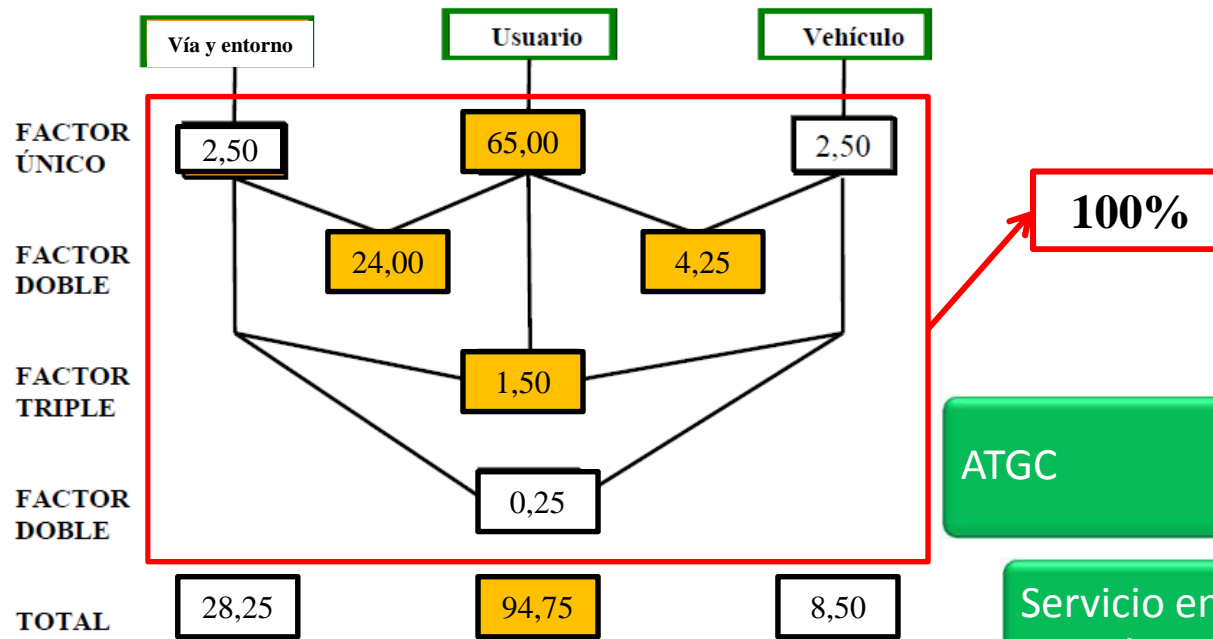 Vía y entorno
Usuario
Vehículo
FACTOR
ÚNICO
2,50
65,00
2,50
100%
FACTOR
DOBLE
24,00
4,25
FACTOR
TRIPLE
1,50
ATGC
FACTOR
DOBLE
0,25
TOTAL
28,25
94,75
8,50
Servicio en